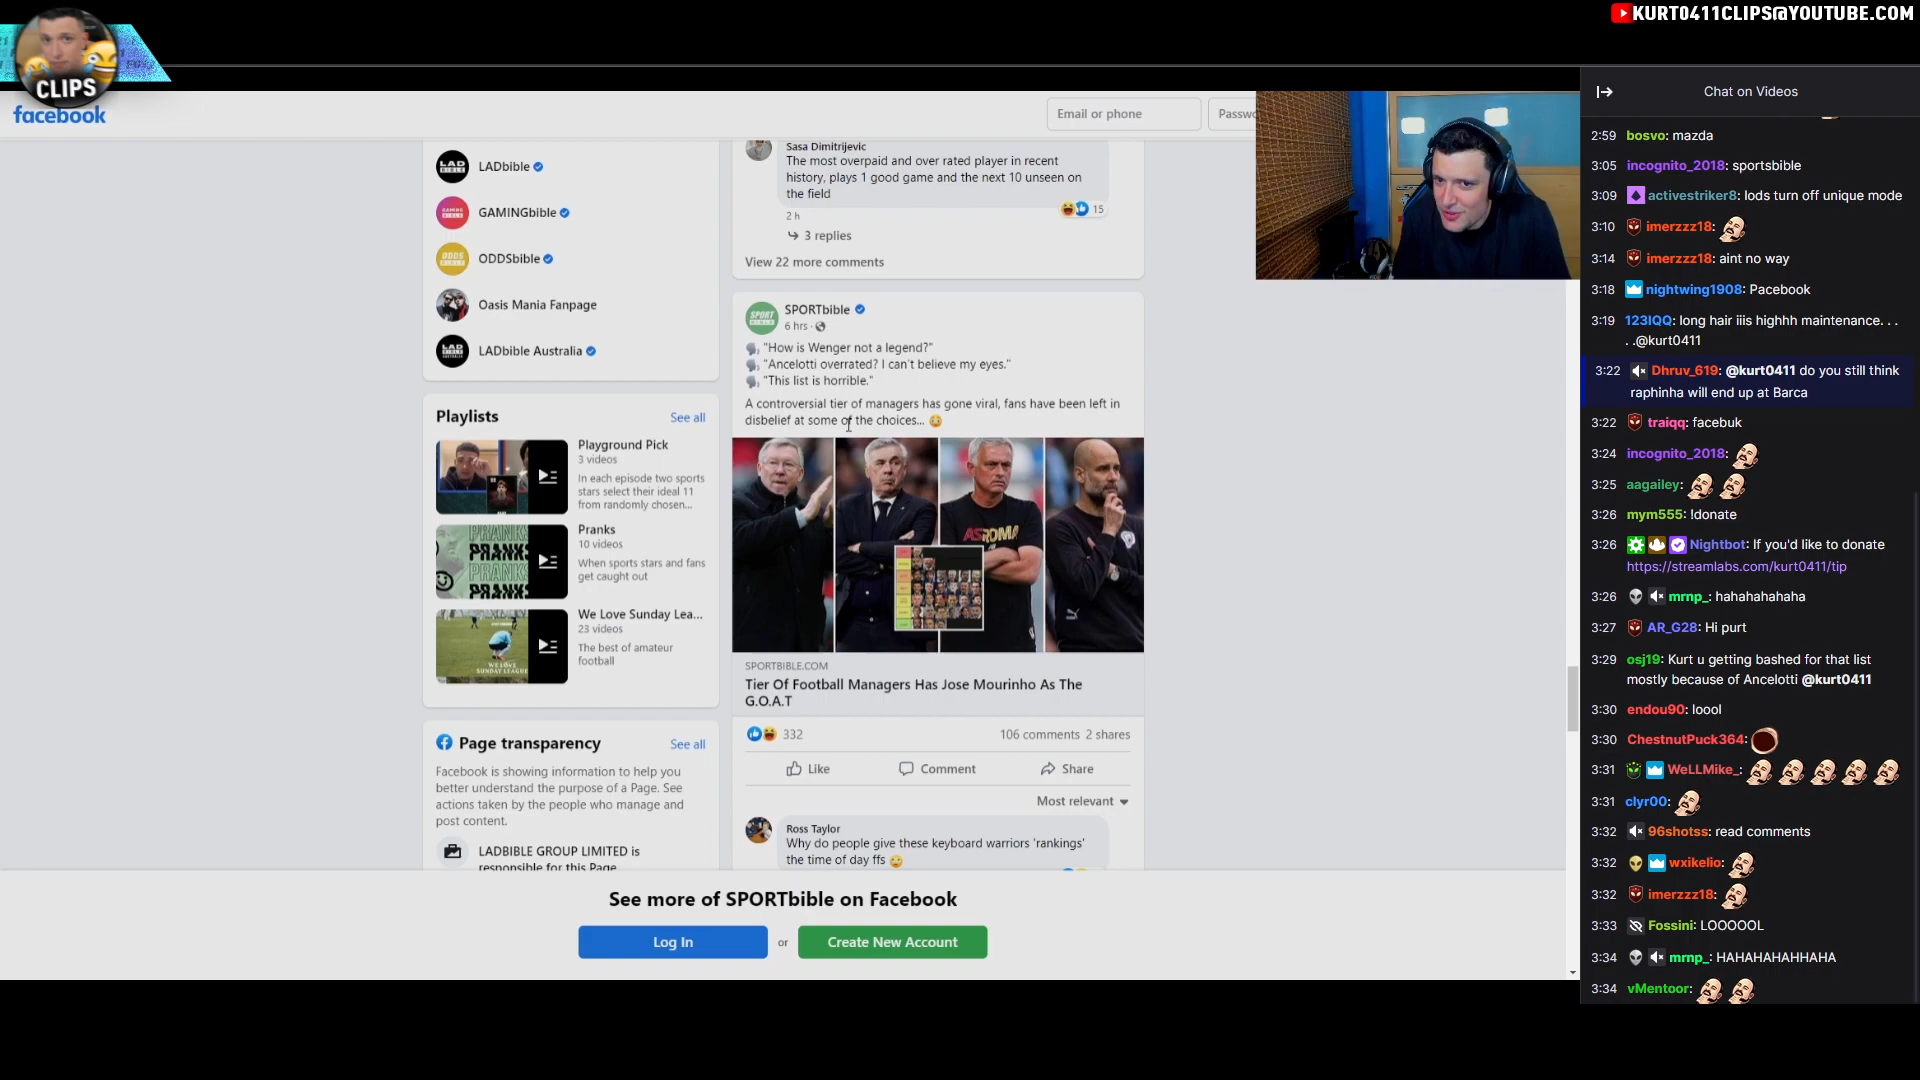 KURT0411CLIPS@YOUTUBE.COM
CLIPS
facebook
Email or phone
LADbible
GAMINGbible
ODDSbible
Oasis Mania Fanpage
LADbible Australia
Playlists
See all
Playground Pick
3 videos
In each episode two sports
stars select their ideal 11
from randomly chosen...
Pranks
10 videos
When sports stars and fans
get caught out
We Love Sunday Lea...
23 videos
The best of amateur
football
Page transparency
See all
Facebook is showing information to help you
better understand the purpose of a Page. See
actions taken by the people who manage and
post content.
LADBIBLE GROUP LIMITED is
responsible for this Page
Sasa Dimitrijevic
The most overpaid and over rated player in recent
history, plays 1 good game and the next 10 unseen on
the field
15
2 h
3 replies
View 22 more comments
SPORTbible
6 hrs ·
"How is Wenger not a legend?"
"Ancelotti overrated? I can't believe my eyes."
"This list is horrible."
A controversial tier of managers has gone viral, fans have been left in
disbelief at some of the choices...
ASROMA
SPORTBIBLE.COM
Tier Of Football Managers Has Jose Mourinho As The
G.O.A.T
332
106 comments 2 shares
Like
Comment
Share
Most relevant
Ross Taylor
Why do people give these keyboard warriors 'rankings'
the time of day ffs
See more of SPORTbible on Facebook
Log In
or
Create New Account
Chat on Videos
2:59 bosvo: mazda
3:05 incognito_2018: sportsbible
3:09 activestriker8: lods turn off unique mode
3:10 imerzzz18:
3:14 imerzzz18: aint no way
3:18 nightwing1908: Pacebook
3:19 123IQQ: long hair iiis highhh maintenance. . .
. .@kurt0411
3:22 Dhruv_619: @kurt0411 do you still think
raphinha will end up at Barca
3:22 traiqq: facebuk
3:24 incognito_2018:
3:25 aagailey:
3:26 mym555: !donate
3:26 Nightbot: If you'd like to donate
https://streamlabs.com/kurt0411/tip
3:26 mrnp_: hahahahahaha
3:27 AR_G28: Hi purt
3:29 osj19: Kurt u getting bashed for that list
mostly because of Ancelotti @kurt0411
3:30 endou90: loool
3:30 ChestnutPuck364:
3:31 WeLLMike_:
3:31 clyr00:
3:32 96shotss: read comments
3:32 wxikelio:
3:32 imerzzz18:
3:33 Fossini: LOOOOOL
3:34 mrnp_: HAHAHAHAHHAHA
3:34 vMentoor: